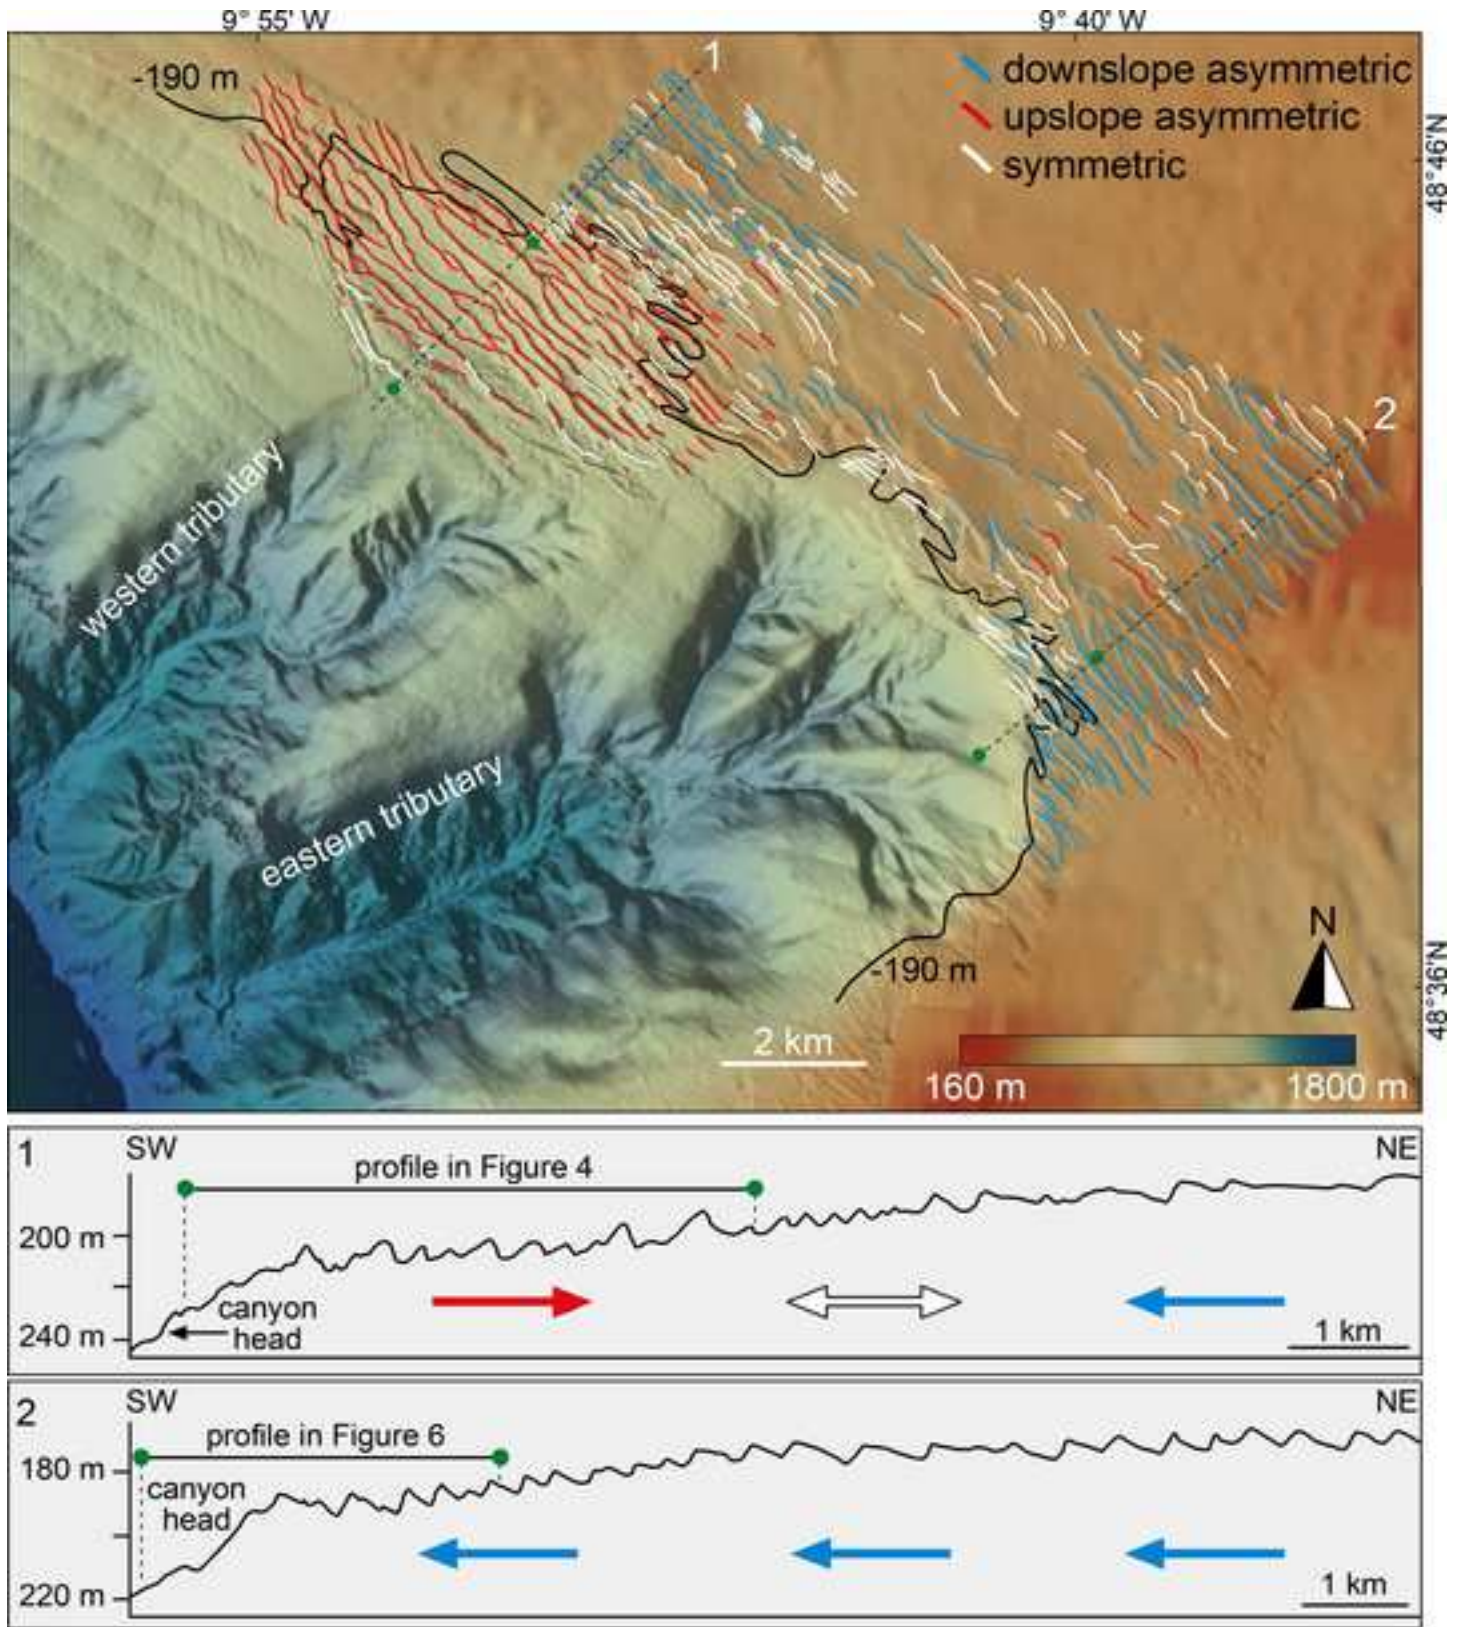 9° 55' W
9° 40' W
-190 m
1
downslope asymmetric
upslope asymmetric
symmetric
48°46'N
2
western tributary
eastern tributary
-190 m
N
48°36'N
2 km
160 m
1800 m
1
SW
NE
profile in Figure 4
200 m
canyon
head
240 m
1 km
2
SW
NE
profile in Figure 6
180 m
canyon
head
220 m
1 km